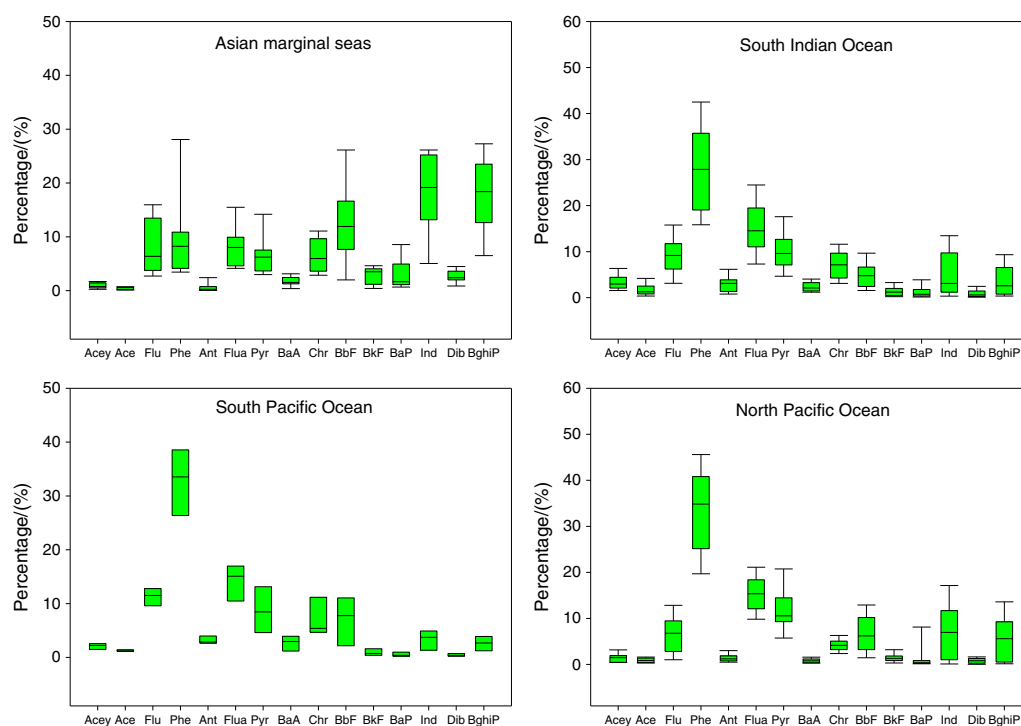 Asian marginal seas
Percentage/(%)
50
40
30
20
10
0
Acey Ace Flu Phe Ant Flua Pyr BaA Chr BbF BkF BaP Ind Dib BghiP
South Indian Ocean
Percentage/(%)
60
50
40
30
20
10
0
Acey Ace Flu Phe Ant Flua Pyr BaA Chr BbF BkF BaP Ind Dib BghiP
South Pacific Ocean
Percentage/(%)
50
40
30
20
10
0
Acey Ace Flu Phe Ant Flua Pyr BaA Chr BbF BkF BaP Ind Dib BghiP
North Pacific Ocean
Percentage/(%)
60
50
40
30
20
10
0
Acey Ace Flu Phe Ant Flua Pyr BaA Chr BbF BkF BaP Ind Dib BghiP